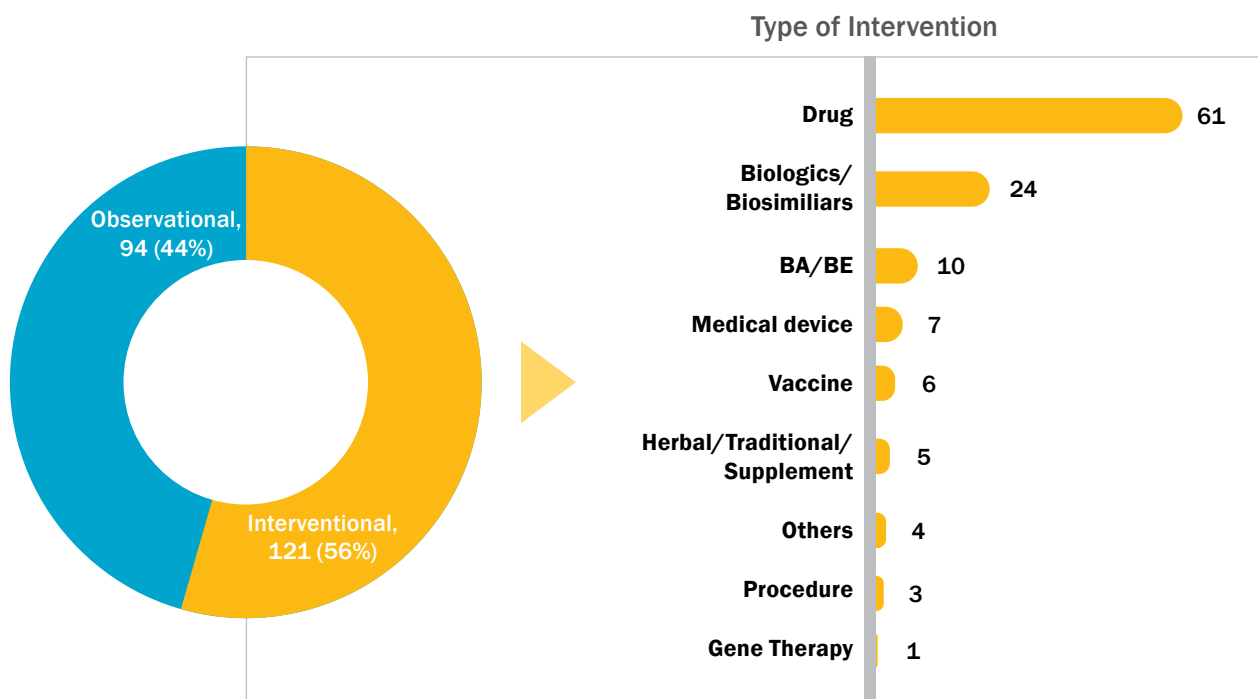 Type of Intervention
Observational,
94 (44%)
Interventional,
121 (56%)
Drug
61
Biologics/
Biosimiliars
24
BA/BE
10
Medical device
7
Vaccine
6
Herbal/Traditional/
Supplement
5
Others
4
Procedure
3
Gene Therapy
1